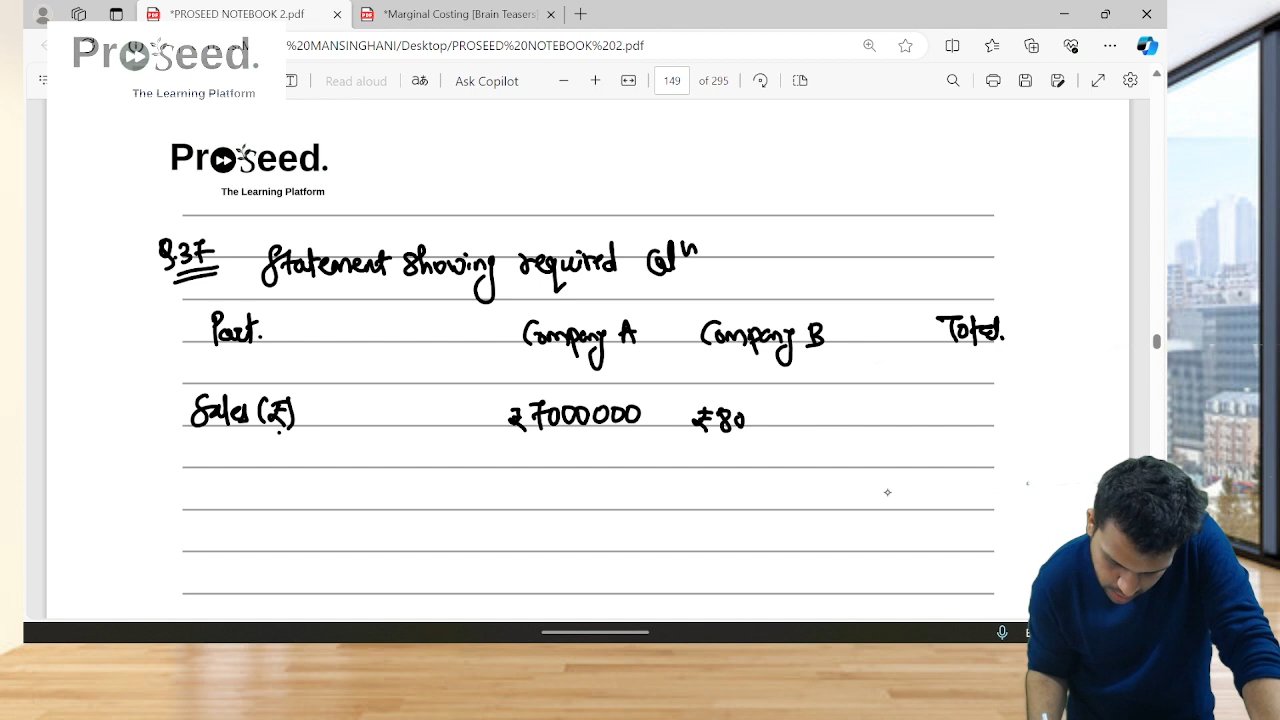 *PROSEED NOTEBOOK 2.pdf
*Marginal Costing [Brain Teasers]
%20MANSINGHANI/Desktop/PROSEED%20NOTEBOOK%202.pdf
Proseed.
The Learning Platform
Read aloud
Ask Copilot
149 of 295
Proseed.
The Learning Platform
Q.37 Statement showing required Calⁿ
Part. Company A Company B Total.
Sales (₹) ₹7000000 ₹80